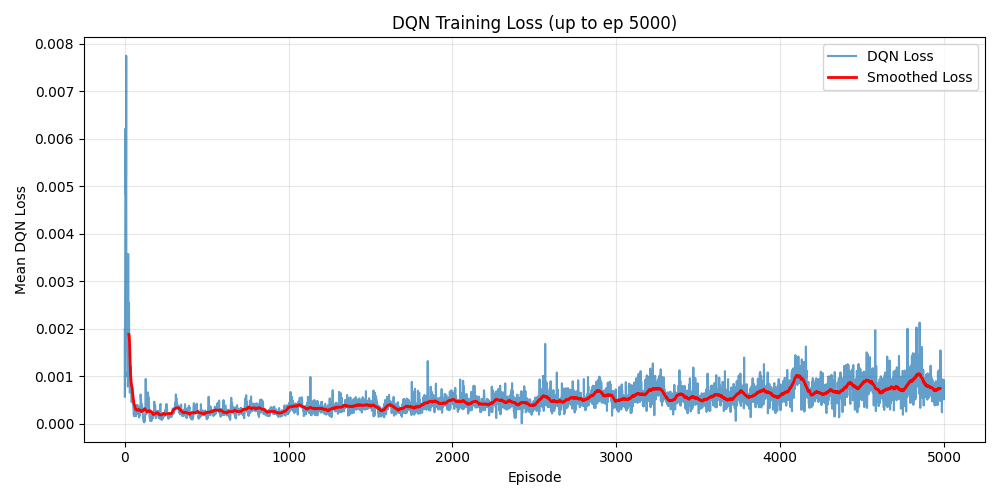 DQN Training Loss (up to ep 5000)
DQN Loss
Smoothed Loss
Mean DQN Loss
0.008
0.007
0.006
0.005
0.004
0.003
0.002
0.001
0.000
0 1000 2000 3000 4000 5000
Episode